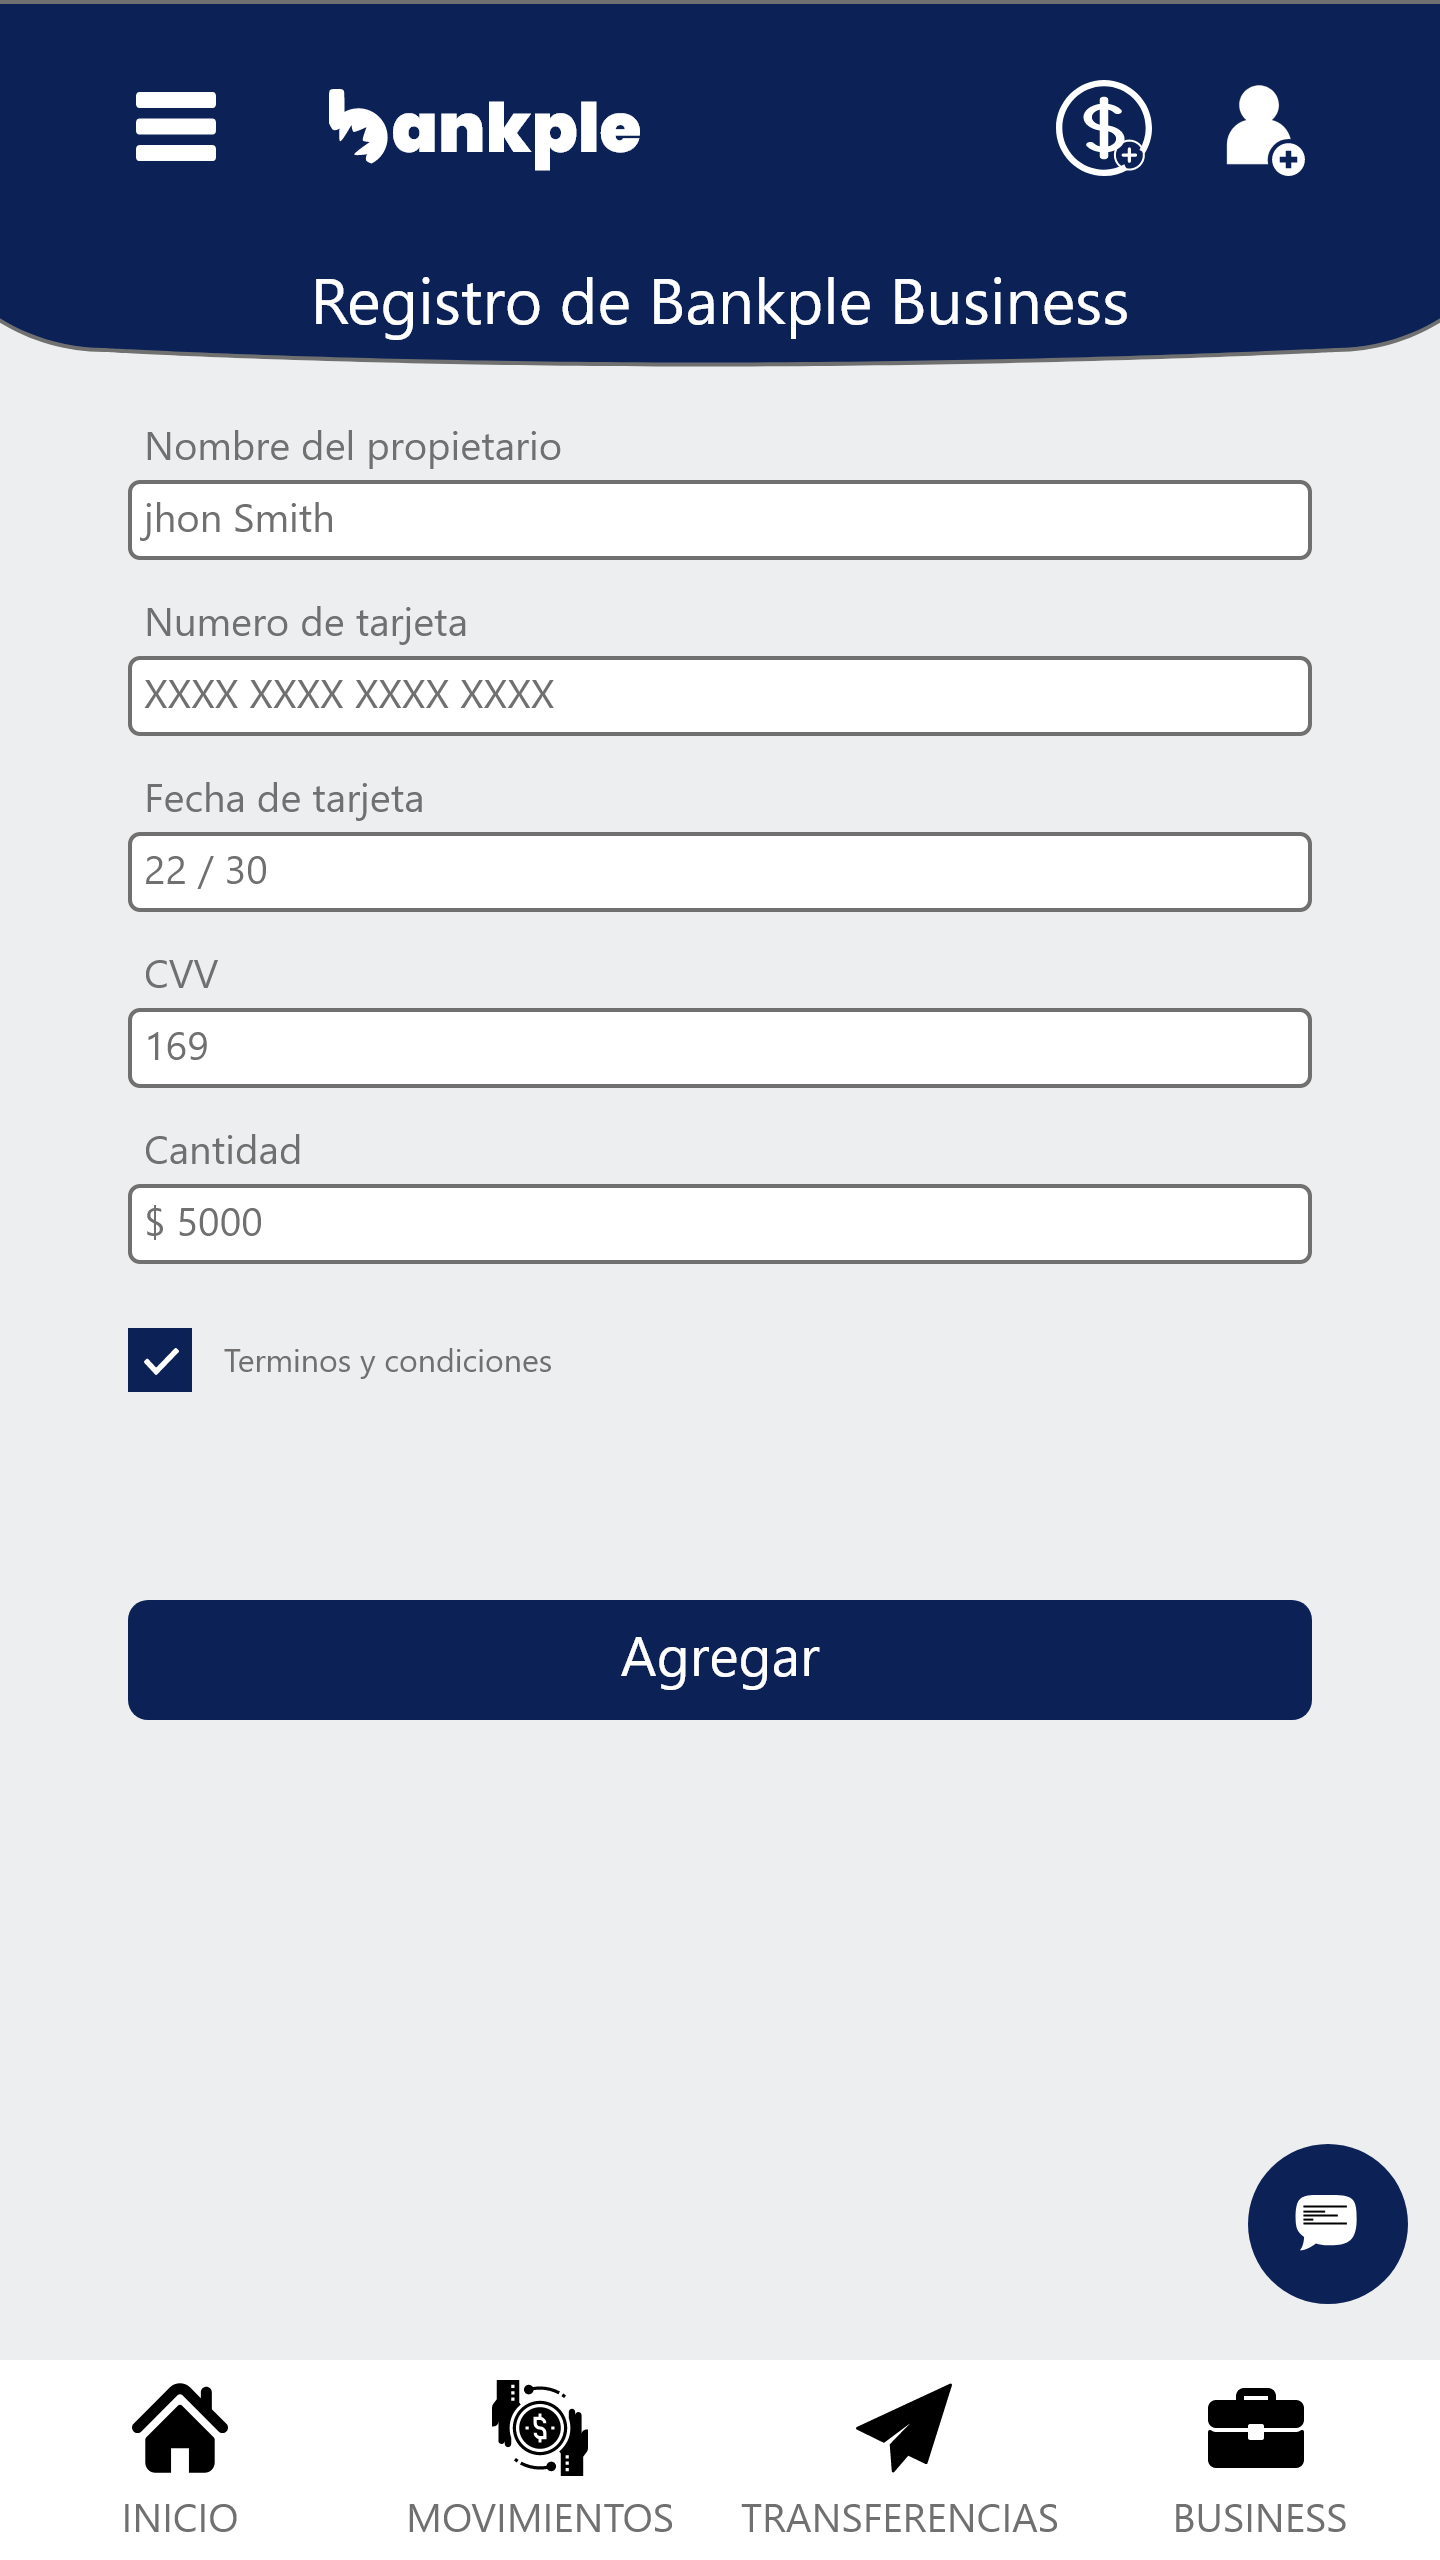 bankple
Registro de Bankple Business
Nombre del propietario
jhon Smith
Numero de tarjeta
XXXX XXXX XXXX XXXX
Fecha de tarjeta
22 / 30
CVV
169
Cantidad
$ 5000
Terminos y condiciones
Agregar
INICIO
MOVIMIENTOS
TRANSFERENCIAS
BUSINESS